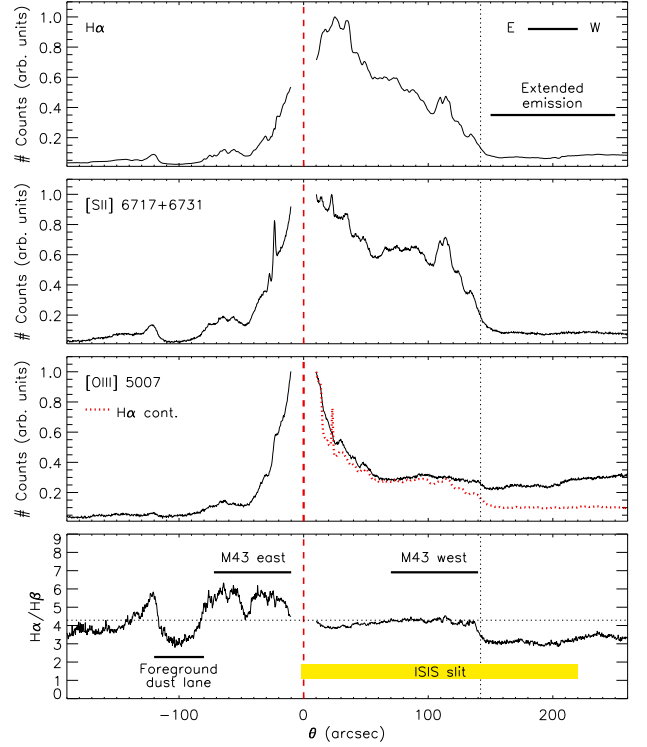 Hα
E W
Extended
emission
# Counts (arb. units)
1.0
0.8
0.6
0.4
0.2
[SII] 6717+6731
# Counts (arb. units)
1.0
0.8
0.6
0.4
0.2
[OIII] 5007
Hα cont.
# Counts (arb. units)
1.0
0.8
0.6
0.4
0.2
M43 east
M43 west
Foreground
dust lane
ISIS slit
Hα/Hβ
9
8
7
6
5
4
3
2
1
0
−100 0 100 200
θ (arcsec)